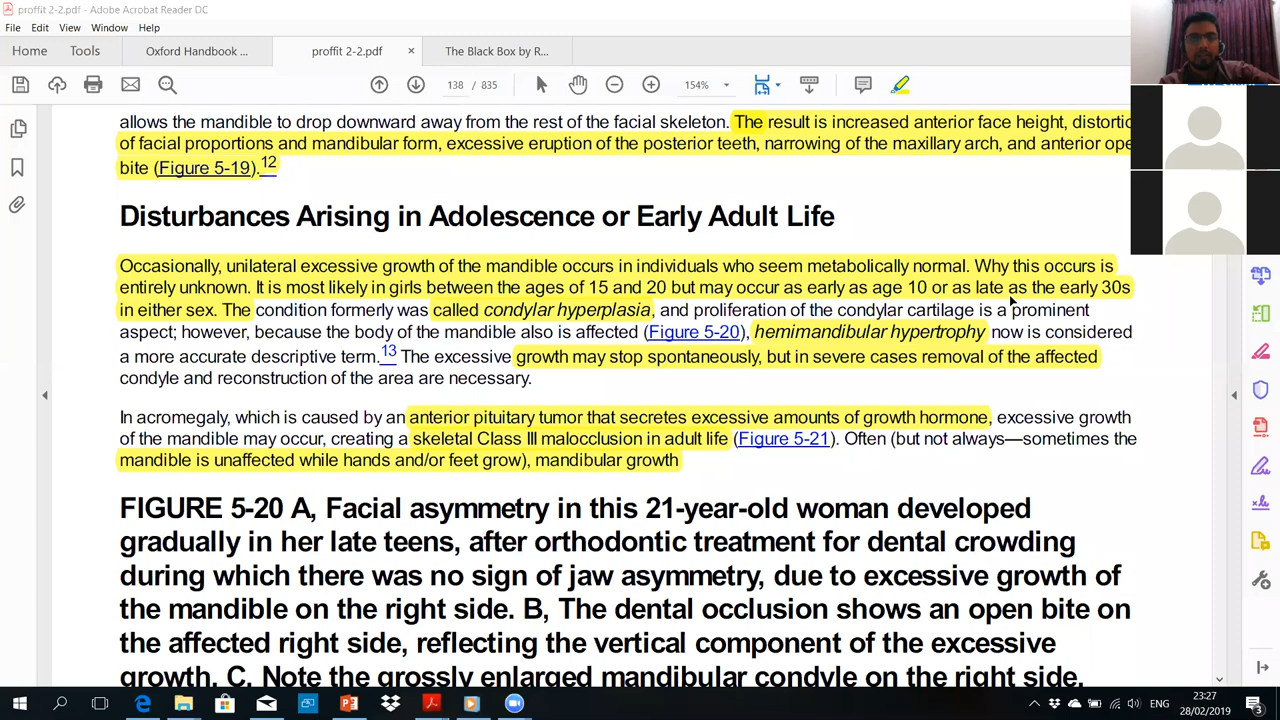 proffit 2-2.pdf - Adobe Acrobat Reader DC
File Edit View Window Help
Home Tools Oxford Handbook ... proffit 2-2.pdf × The Black Box by R...
138 / 835 154%
allows the mandible to drop downward away from the rest of the facial skeleton. The result is increased anterior face height, distortic
of facial proportions and mandibular form, excessive eruption of the posterior teeth, narrowing of the maxillary arch, and anterior ope
bite (Figure 5-19).12
Disturbances Arising in Adolescence or Early Adult Life
Occasionally, unilateral excessive growth of the mandible occurs in individuals who seem metabolically normal. Why this occurs is
entirely unknown. It is most likely in girls between the ages of 15 and 20 but may occur as early as age 10 or as late as the early 30s
in either sex. The condition formerly was called condylar hyperplasia, and proliferation of the condylar cartilage is a prominent
aspect; however, because the body of the mandible also is affected (Figure 5-20), hemimandibular hypertrophy now is considered
a more accurate descriptive term.13 The excessive growth may stop spontaneously, but in severe cases removal of the affected
condyle and reconstruction of the area are necessary.
In acromegaly, which is caused by an anterior pituitary tumor that secretes excessive amounts of growth hormone, excessive growth
of the mandible may occur, creating a skeletal Class III malocclusion in adult life (Figure 5-21). Often (but not always—sometimes the
mandible is unaffected while hands and/or feet grow), mandibular growth
FIGURE 5-20 A, Facial asymmetry in this 21-year-old woman developed
gradually in her late teens, after orthodontic treatment for dental crowding
during which there was no sign of jaw asymmetry, due to excessive growth of
the mandible on the right side. B, The dental occlusion shows an open bite on
the affected right side, reflecting the vertical component of the excessive
growth. C, Note the grossly enlarged mandibular condyle on the right side.
ENG 23:27
28/02/2019 3